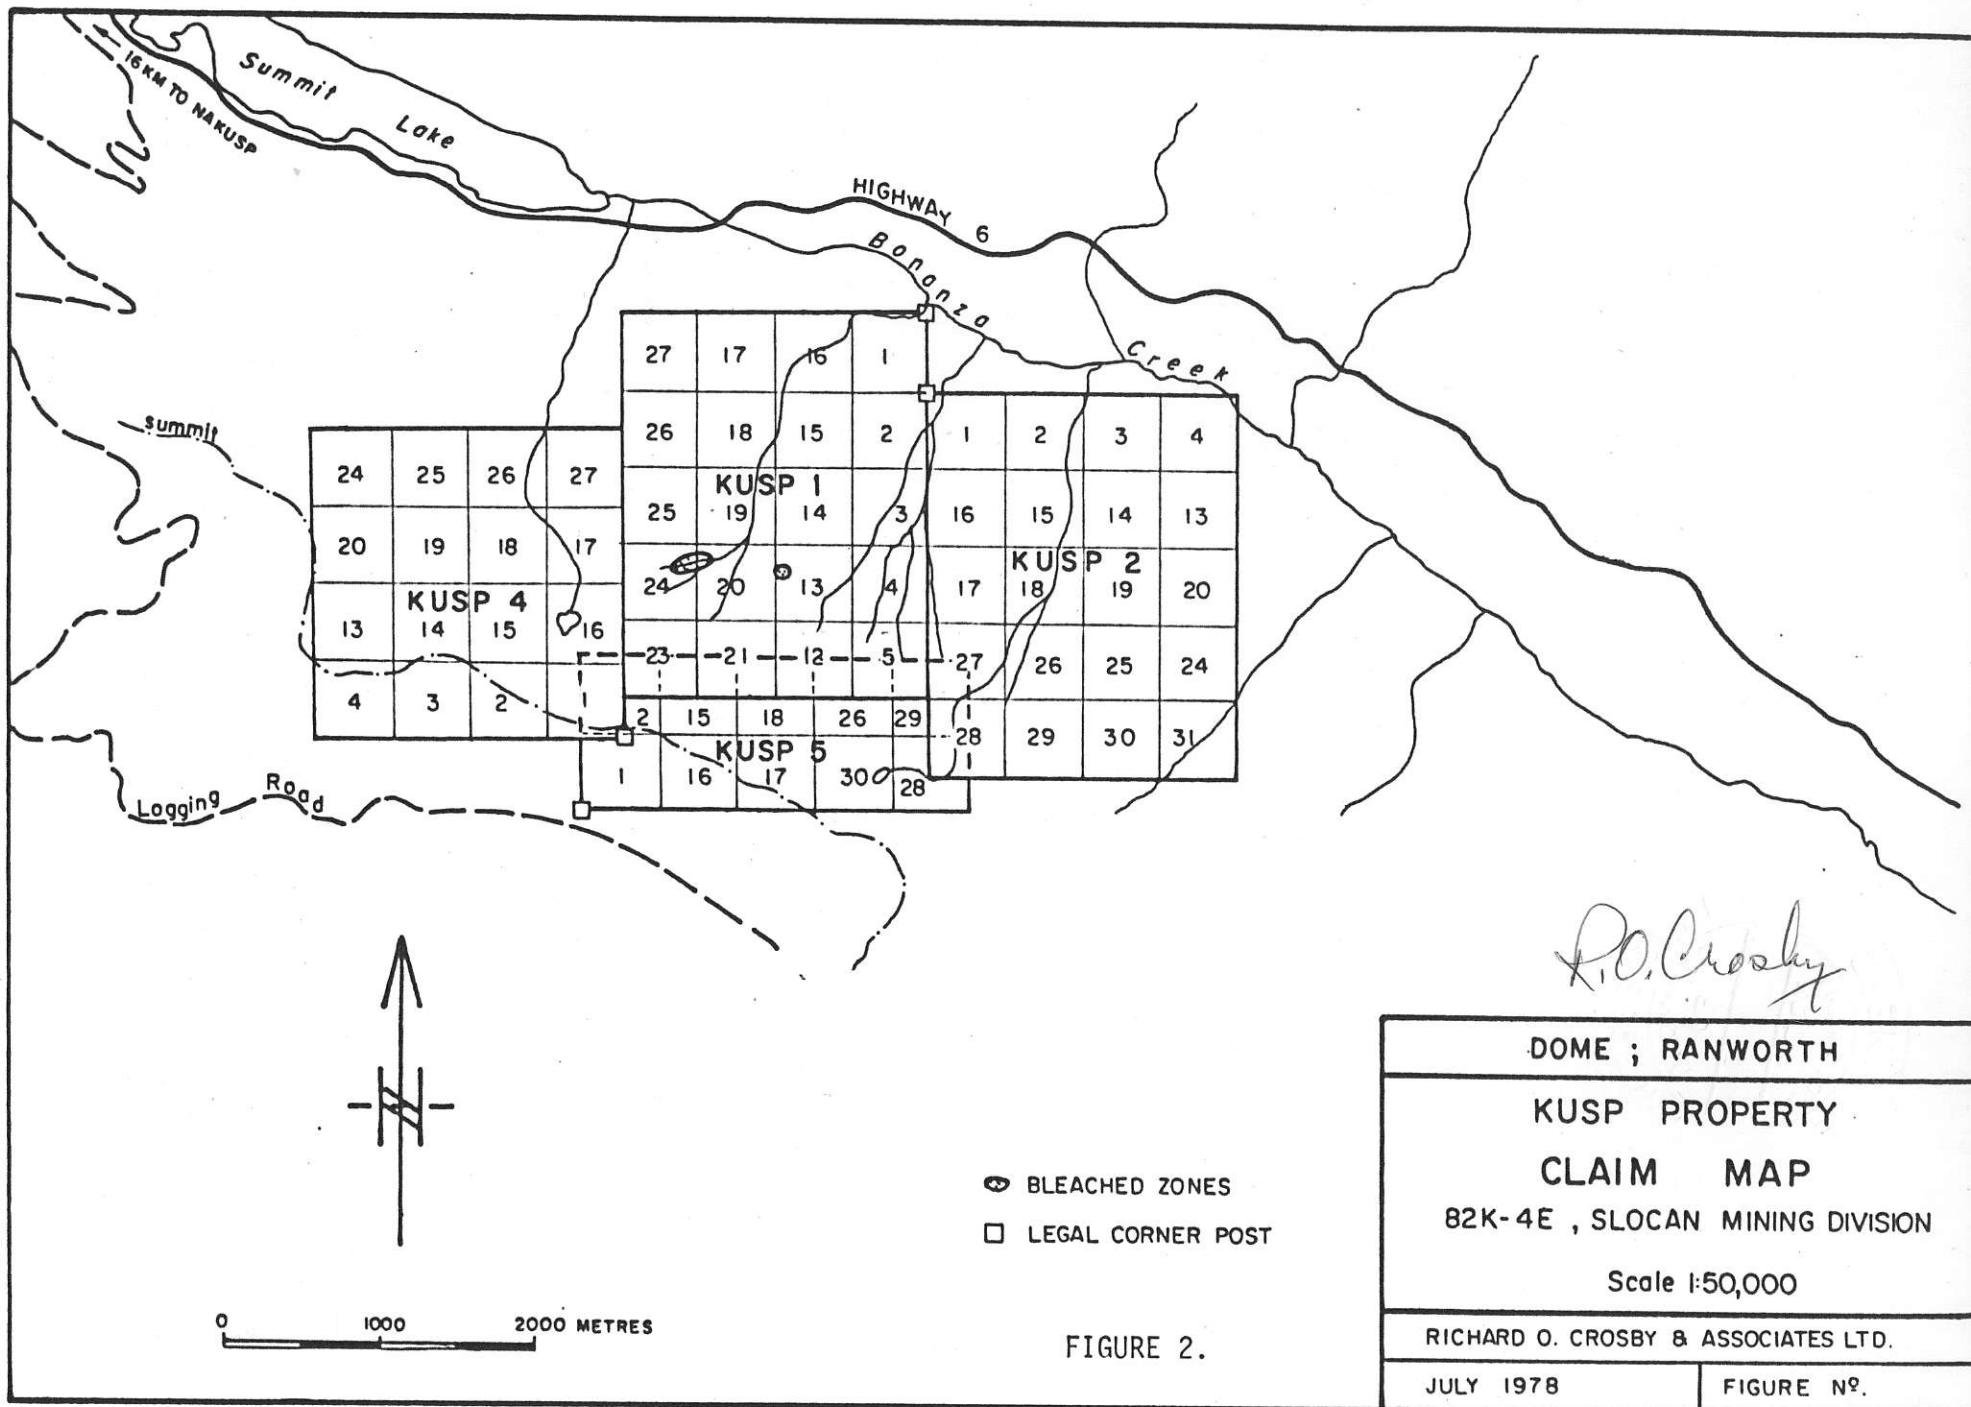 16 KM TO NAKUSP
Summit
Lake
HIGHWAY 6
Bonanza
Creek
summit
27 17 16 1
26 18 15 2
KUSP 1
25 19 14 3
24 20 13 4
23 21 12 5
1 2 3 4
16 15 14 13
KUSP 2
17 18 19 20
27 26 25 24
28 29 30 31
24 25 26 27
20 19 18 17
KUSP 4
13 14 15 16
4 3 2
2 15 18 26 29
KUSP 5
1 16 17 30 28
Logging Road
N
BLEACHED ZONES
LEGAL CORNER POST
0 1000 2000 METRES
FIGURE 2.
R.O. Crosby
DOME ; RANWORTH
KUSP PROPERTY
CLAIM MAP
82K-4E , SLOCAN MINING DIVISION
Scale 1:50,000
RICHARD O. CROSBY & ASSOCIATES LTD.
JULY 1978
FIGURE Nº.